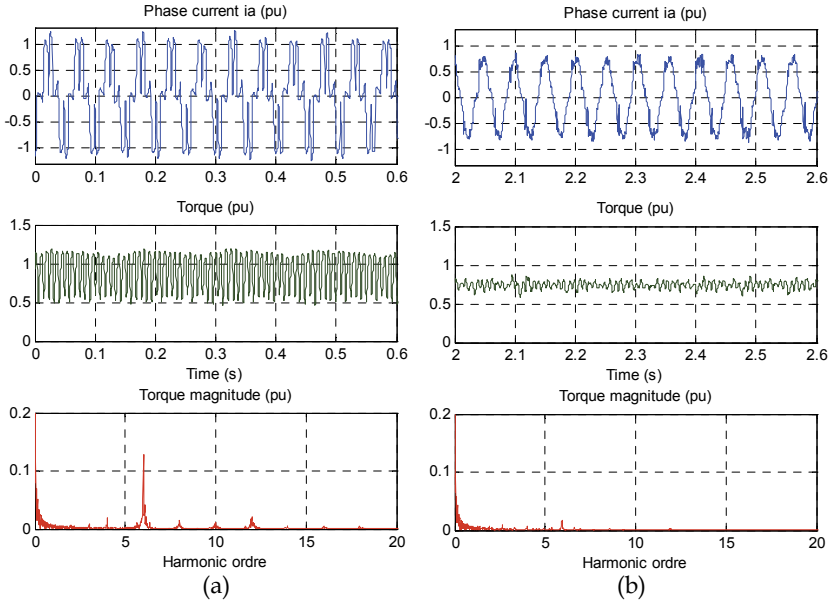 Phase current ia (pu)
1
0.5
0
-0.5
-1
0 0.1 0.2 0.3 0.4 0.5 0.6
Torque (pu)
1.5
1
0.5
0
0 0.1 0.2 0.3 0.4 0.5 0.6
Time (s)
Torque magnitude (pu)
0.2
0.1
0
0 5 10 15 20
Harmonic ordre
(a)
Phase current ia (pu)
1
0.5
0
-0.5
-1
2 2.1 2.2 2.3 2.4 2.5 2.6
Torque (pu)
1.5
1
0.5
0
2 2.1 2.2 2.3 2.4 2.5 2.6
Time (s)
Torque magnitude (pu)
0.2
0.1
0
0 5 10 15 20
Harmonic ordre
(b)